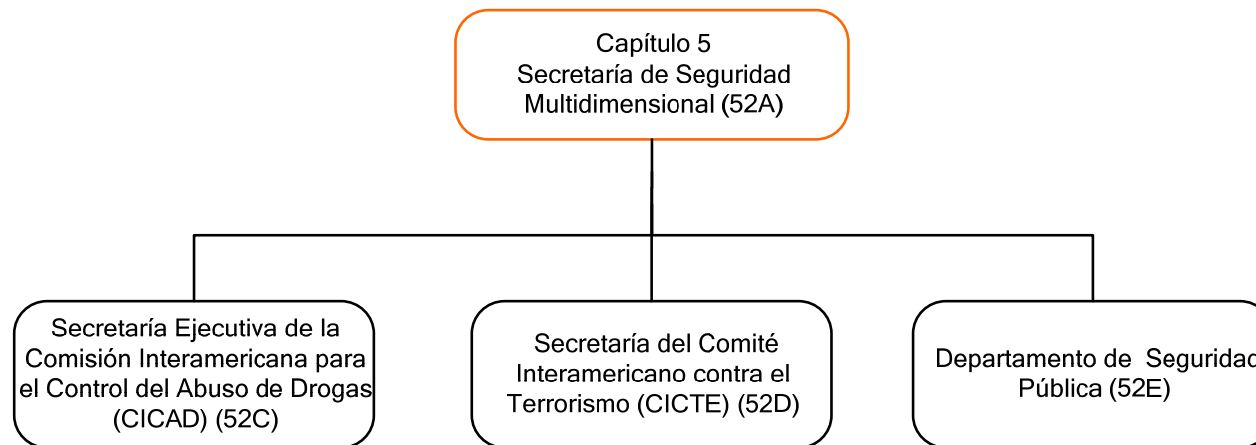 Capítulo 5
Secretaría de Seguridad
Multidimensional (52A)
Secretaría Ejecutiva de la
Comisión Interamericana para
el Control del Abuso de Drogas
(CICAD) (52C)
Secretaría del Comité
Interamericano contra el
Terrorismo (CICTE) (52D)
Departamento de Seguridad
Pública (52E)